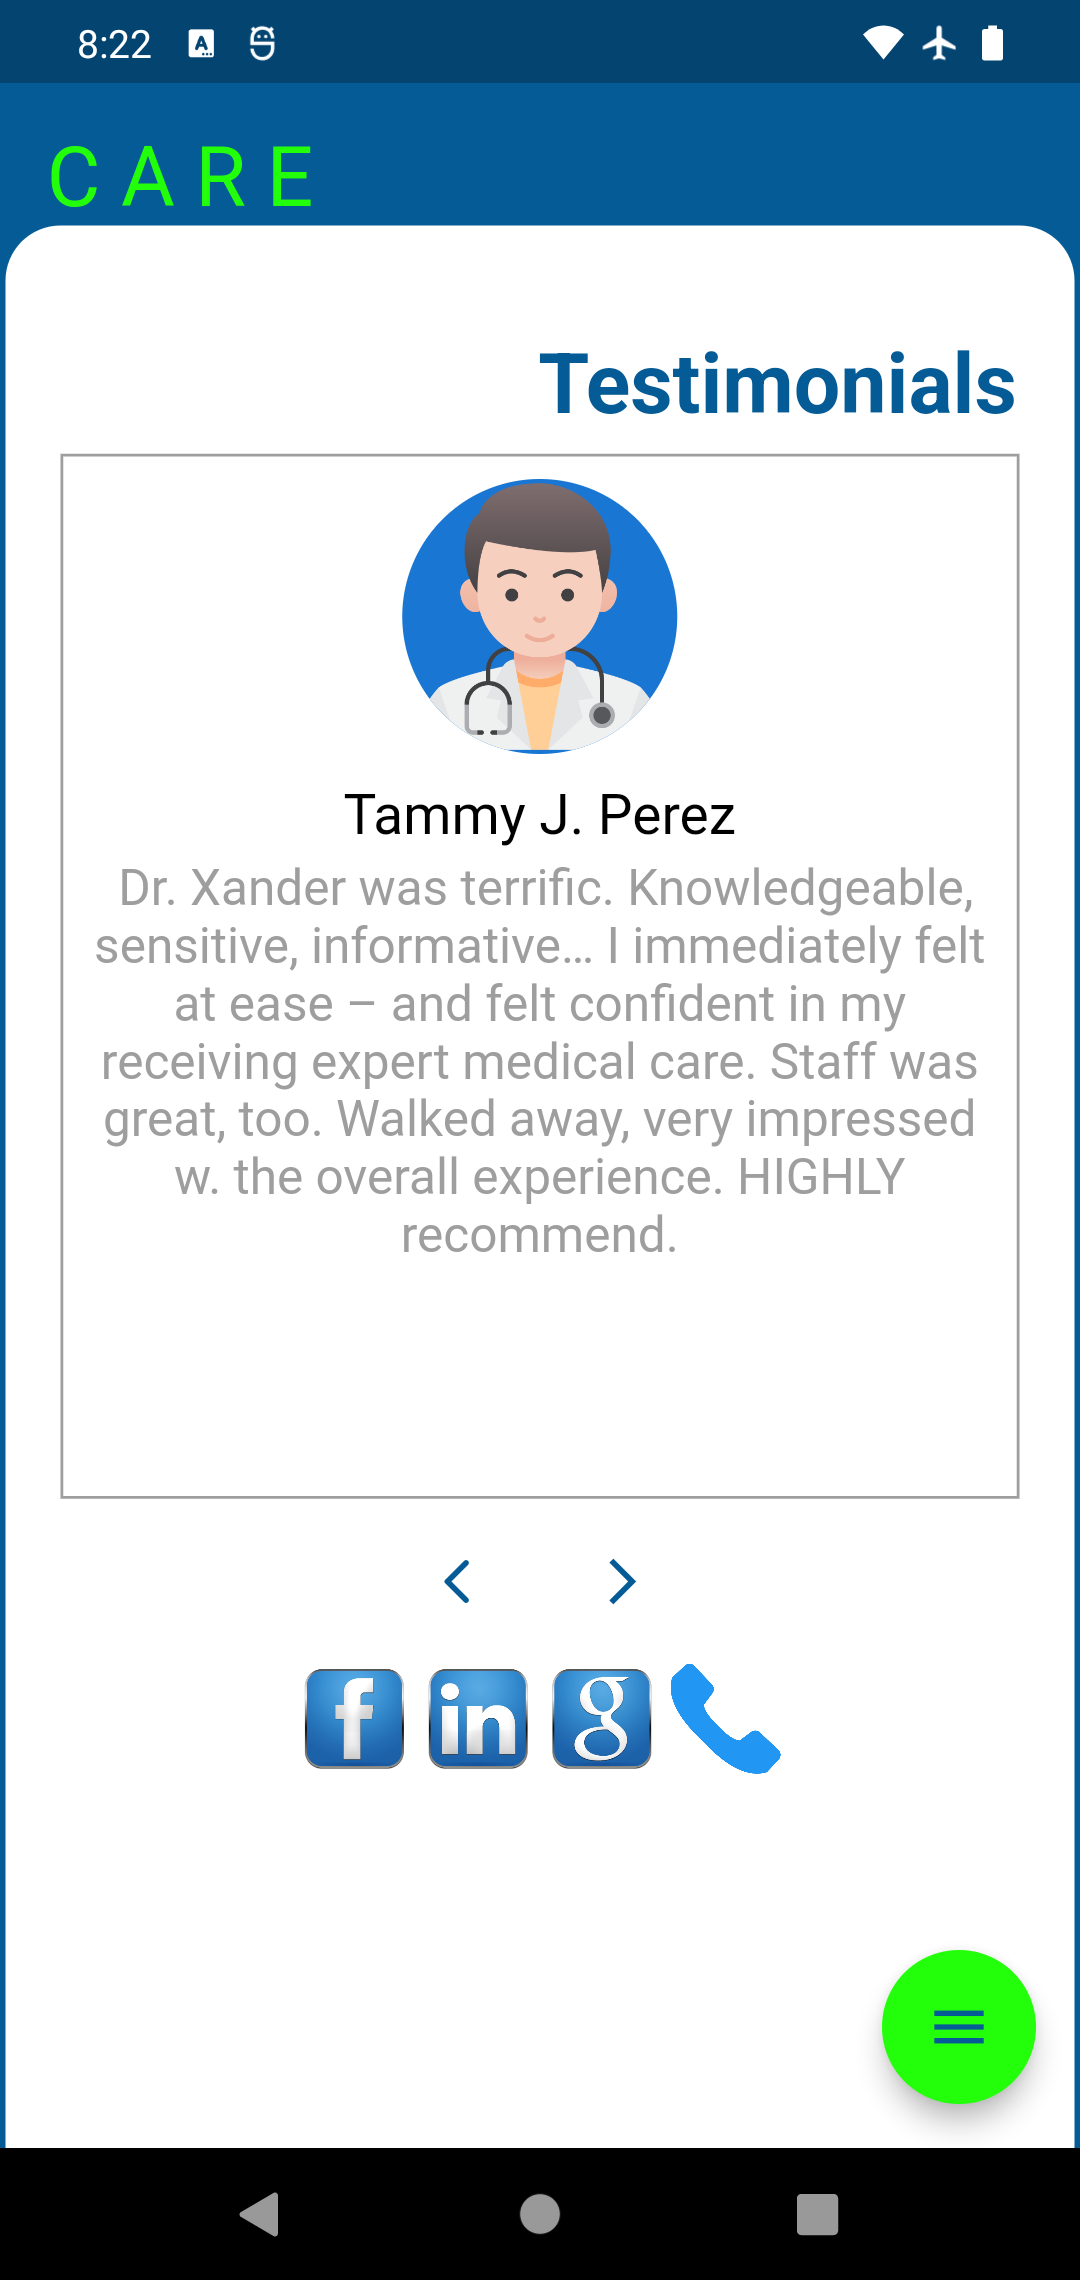 8:22
CARE
Testimonials
Tammy J. Perez
Dr. Xander was terrific. Knowledgeable,
sensitive, informative... I immediately felt
at ease – and felt confident in my
receiving expert medical care. Staff was
great, too. Walked away, very impressed
w. the overall experience. HIGHLY
recommend.
f in g